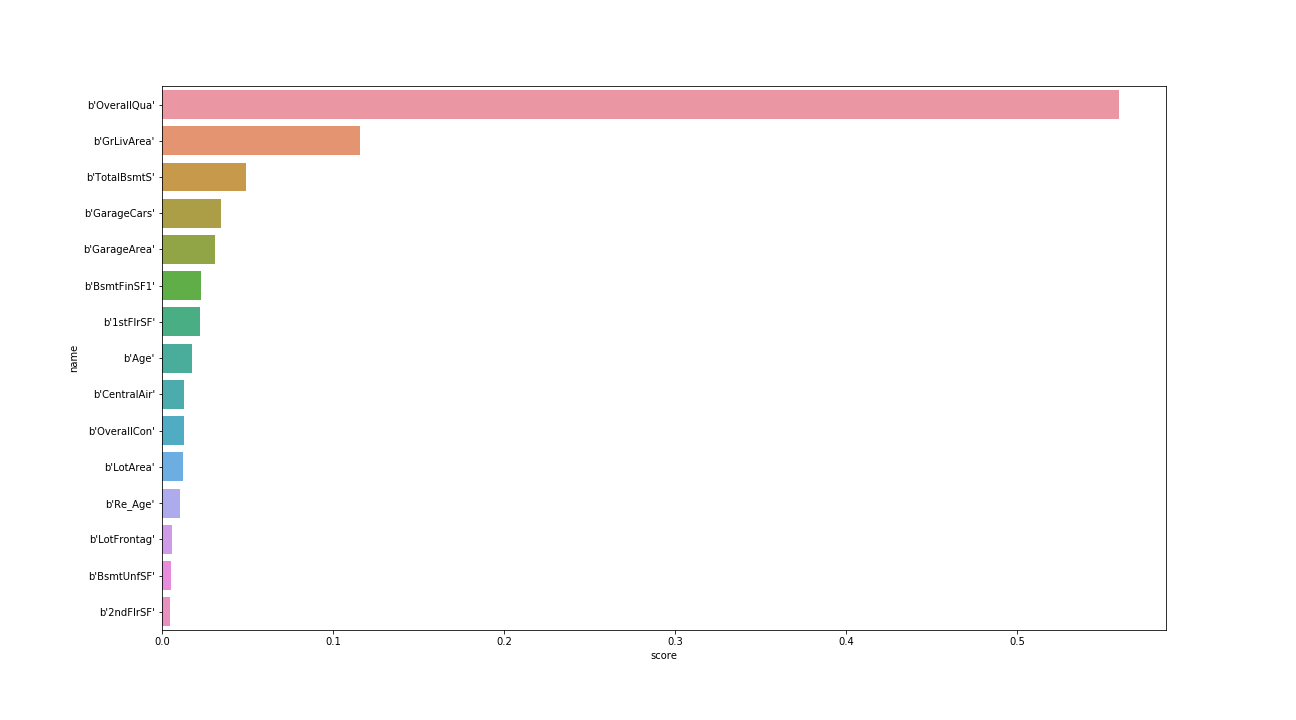 b'OverallQua'
b'GrLivArea'
b'TotalBsmtS'
b'GarageCars'
b'GarageArea'
b'BsmtFinSF1'
b'1stFlrSF'
b'Age'
b'CentralAir'
b'OverallCon'
b'LotArea'
b'Re_Age'
b'LotFrontag'
b'BsmtUnfSF'
b'2ndFlrSF'
name
0.0 0.1 0.2 0.3 0.4 0.5
score